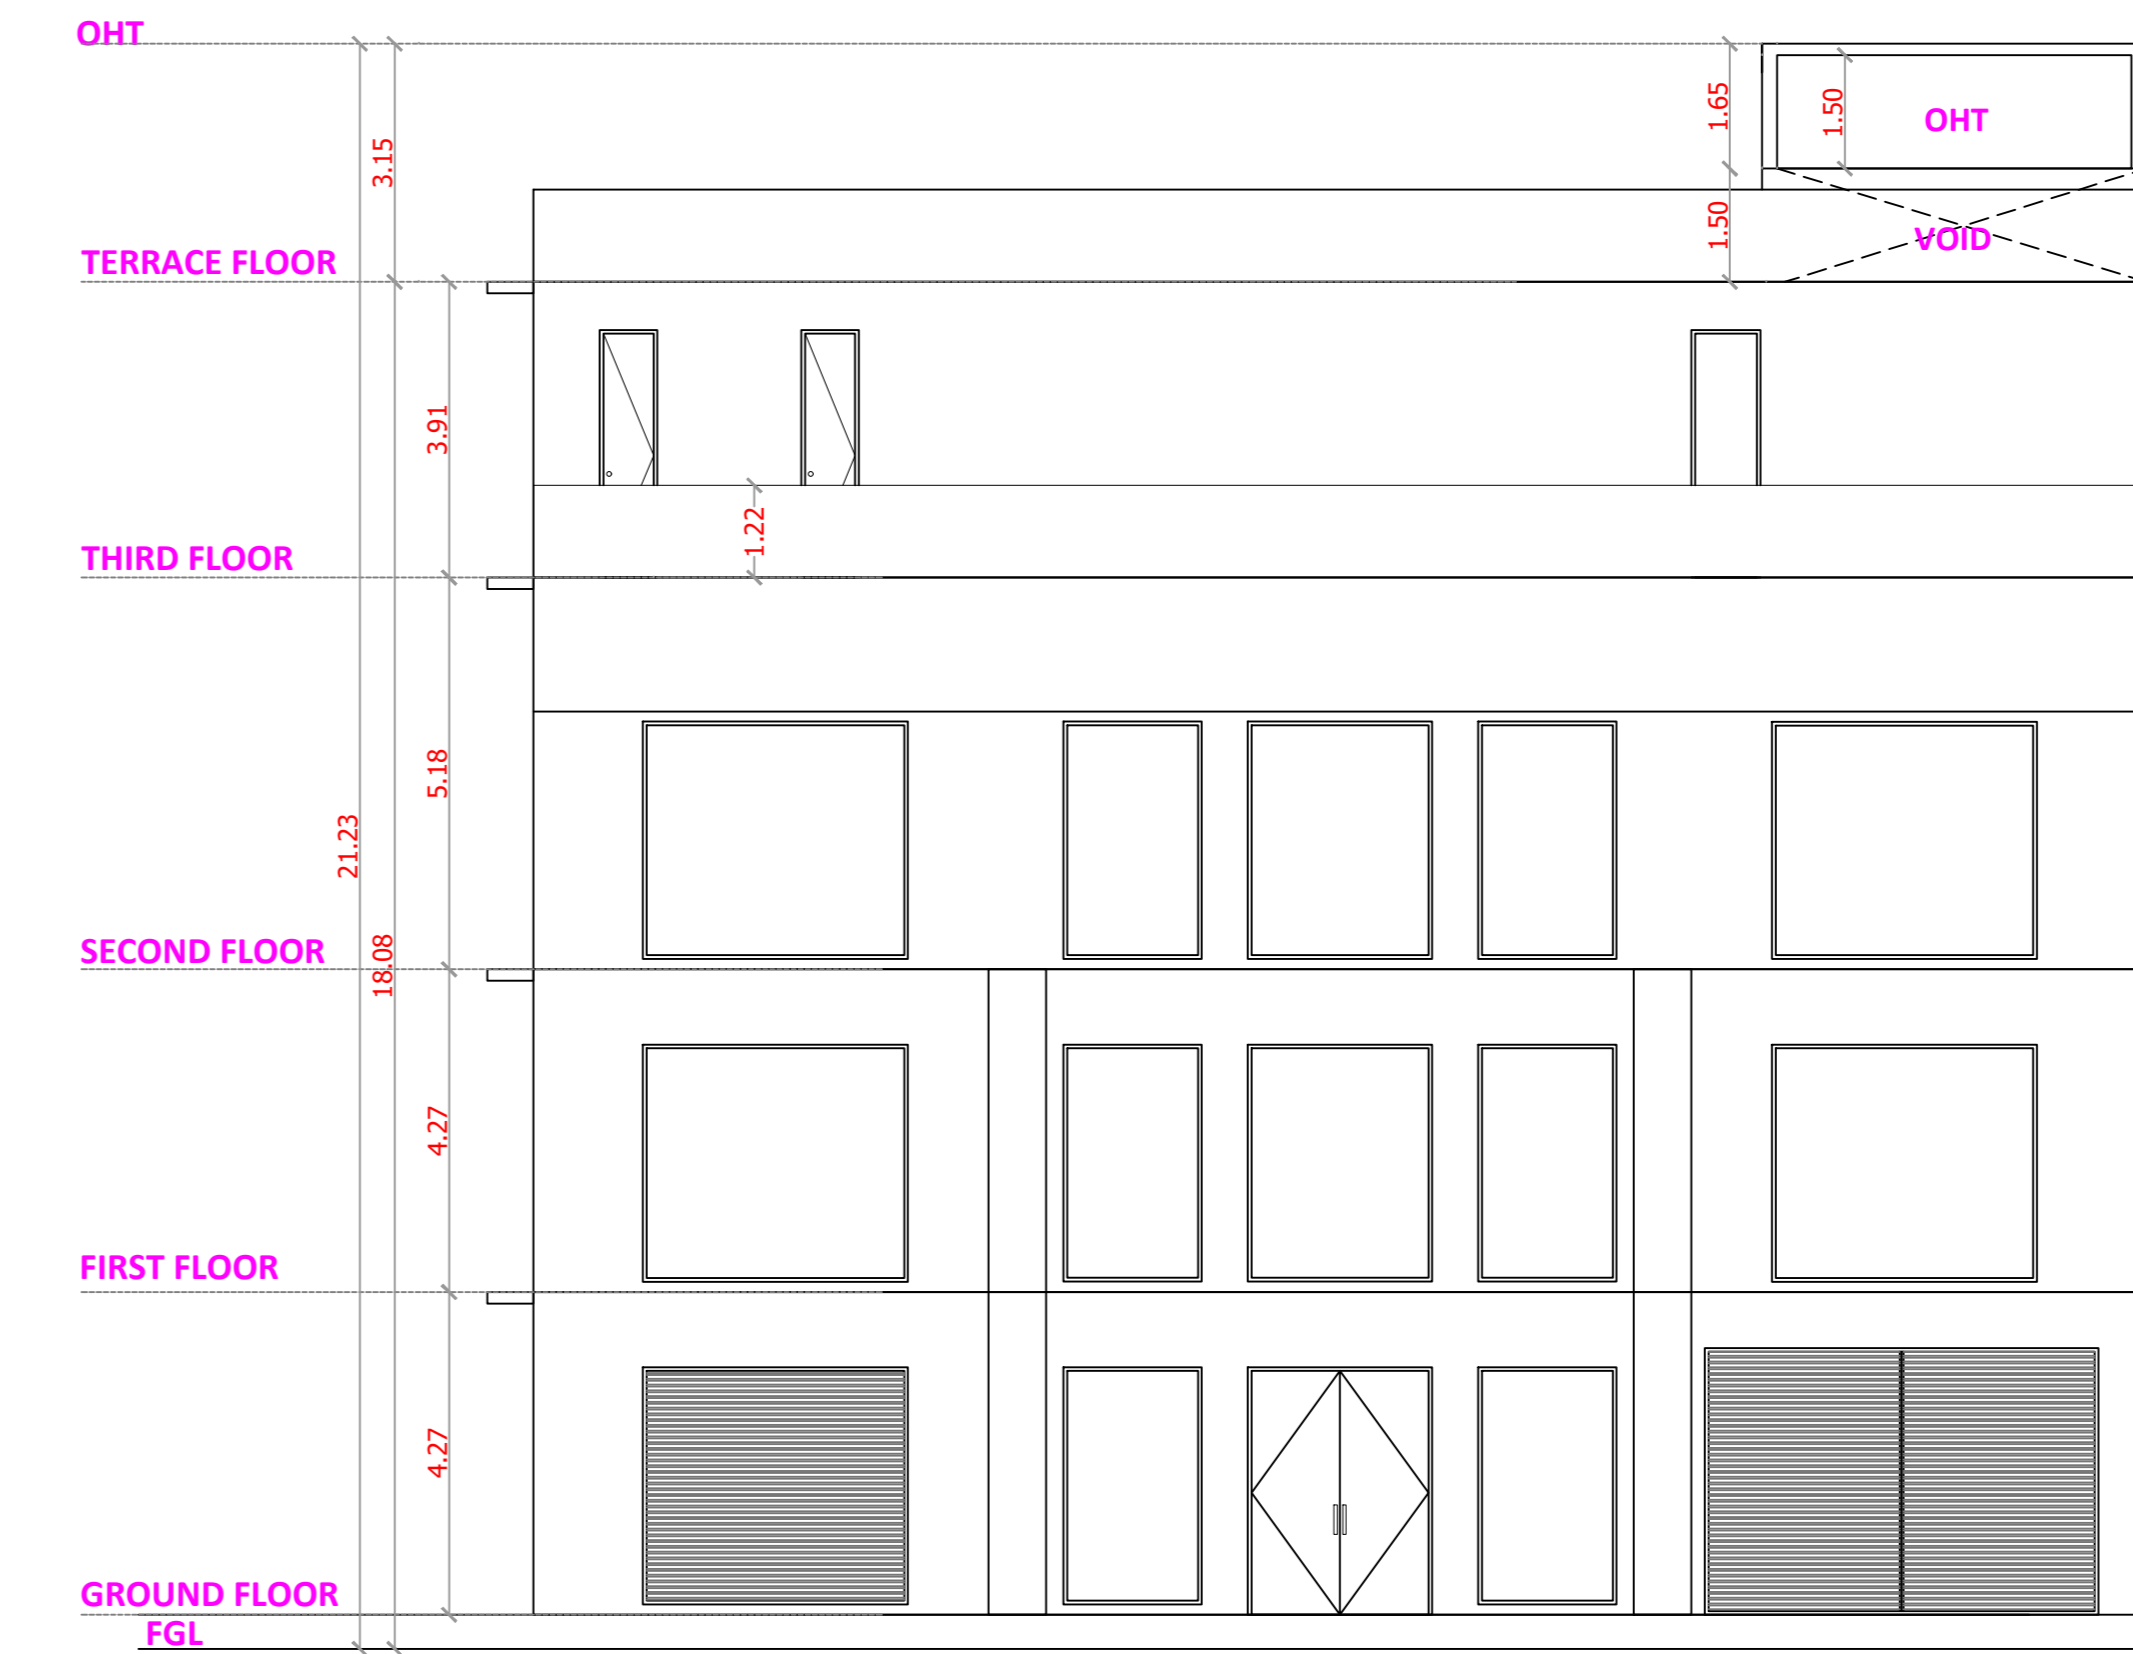 OHT
1.65
1.50
OHT
3.15
1.50
VOID
TERRACE FLOOR
3.91
1.22
THIRD FLOOR
5.18
21.23
SECOND FLOOR
18.08
4.27
FIRST FLOOR
4.27
GROUND FLOOR
FGL